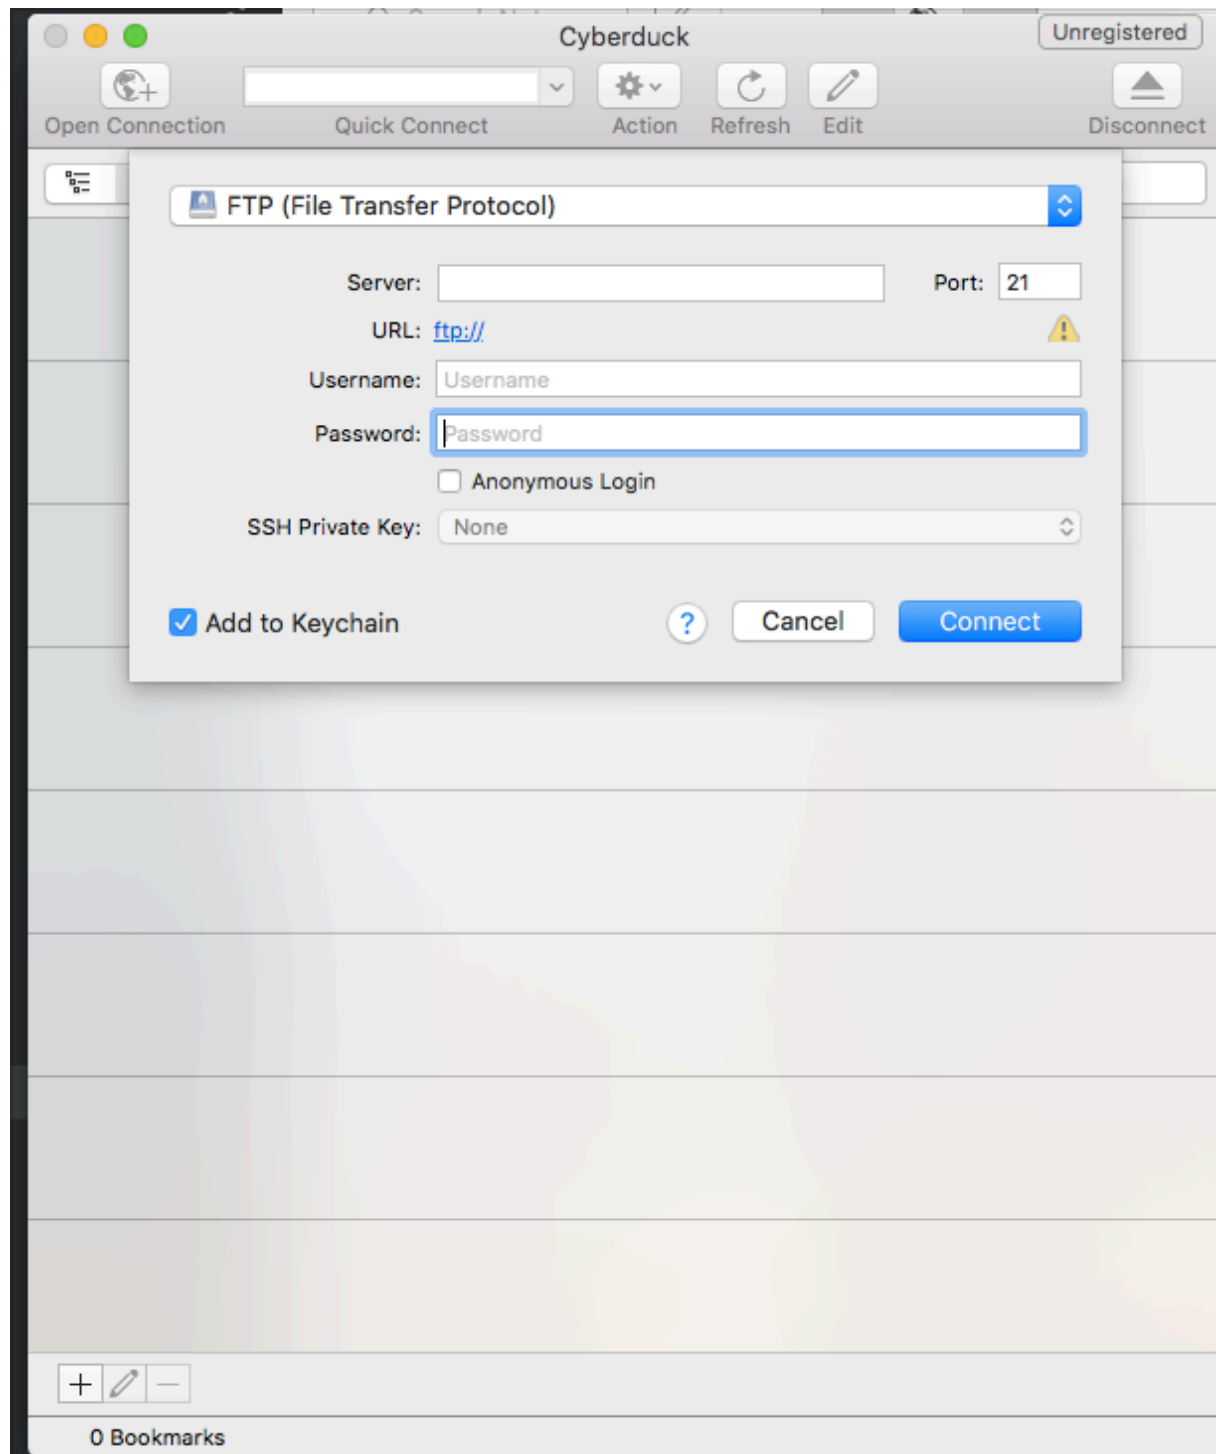 Cyberduck
Unregistered
Open Connection
Quick Connect
Action
Refresh
Edit
Disconnect
FTP (File Transfer Protocol)
Server:
Port: 21
URL: ftp://
Username: Username
Password: Password
Anonymous Login
SSH Private Key: None
Add to Keychain
?
Cancel
Connect
0 Bookmarks